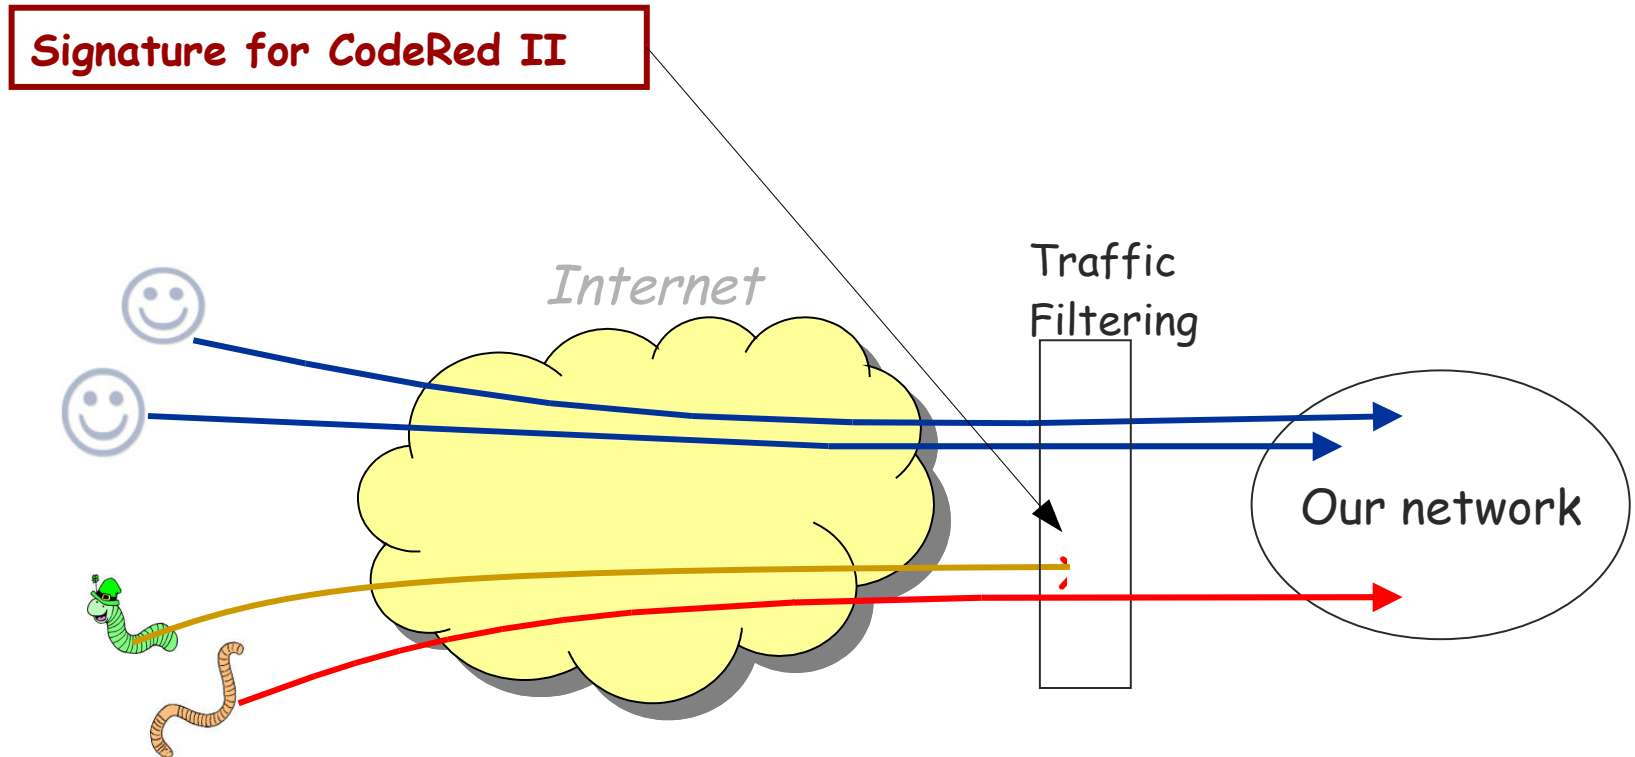 Signature for CodeRed II
Internet
Traffic
Filtering
Our network